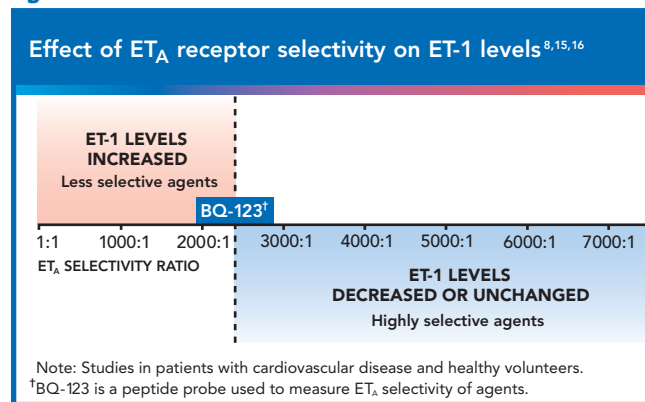 Effect of ETA receptor selectivity on ET-1 levels 8,15,16
ET-1 LEVELS
INCREASED
Less selective agents
BQ-123†
1:1 1000:1 2000:1 3000:1 4000:1 5000:1 6000:1 7000:1
ETA SELECTIVITY RATIO
ET-1 LEVELS
DECREASED OR UNCHANGED
Highly selective agents
Note: Studies in patients with cardiovascular disease and healthy volunteers.
†BQ-123 is a peptide probe used to measure ETA selectivity of agents.